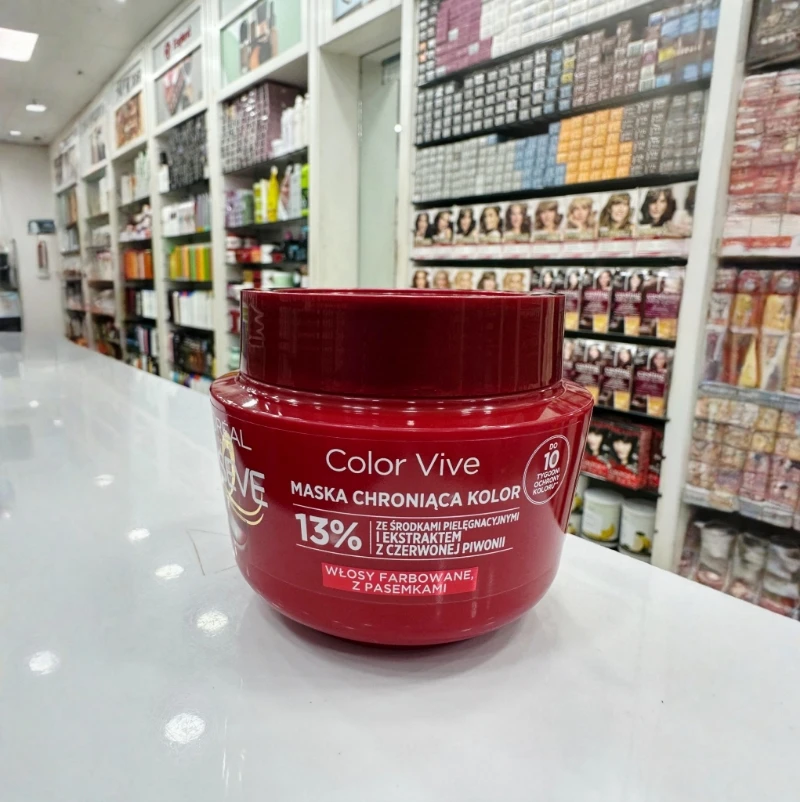 Color Vive
MASKA CHRONIĄCA KOLOR
13%
ZE ŚRODKAMI PIELĘGNACYJNYMI
I EKSTRAKTEM
Z CZERWONEJ PIWONII
WŁOSY FARBOWANE,
Z PASEMKAMI
DO
10
TYGODNI
OCHRONY
KOLORU**